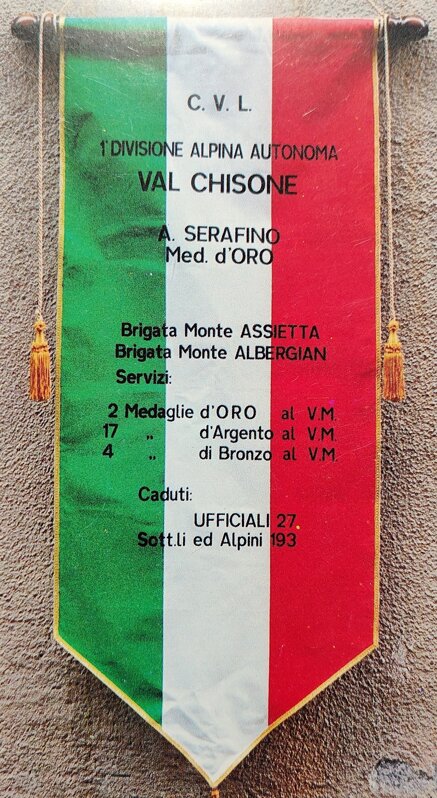 C. V. L.
1ª DIVISIONE ALPINA AUTONOMA
VAL CHISONE
A. SERAFINO
Med. d'ORO
Brigata Monte ASSIETTA
Brigata Monte ALBERGIAN
Servizi:
2 Medaglie d'ORO al V.M.
17 „ d'Argento al V.M.
4 „ di Bronzo al V.M.
Caduti:
UFFICIALI 27
Sott.li ed Alpini 193